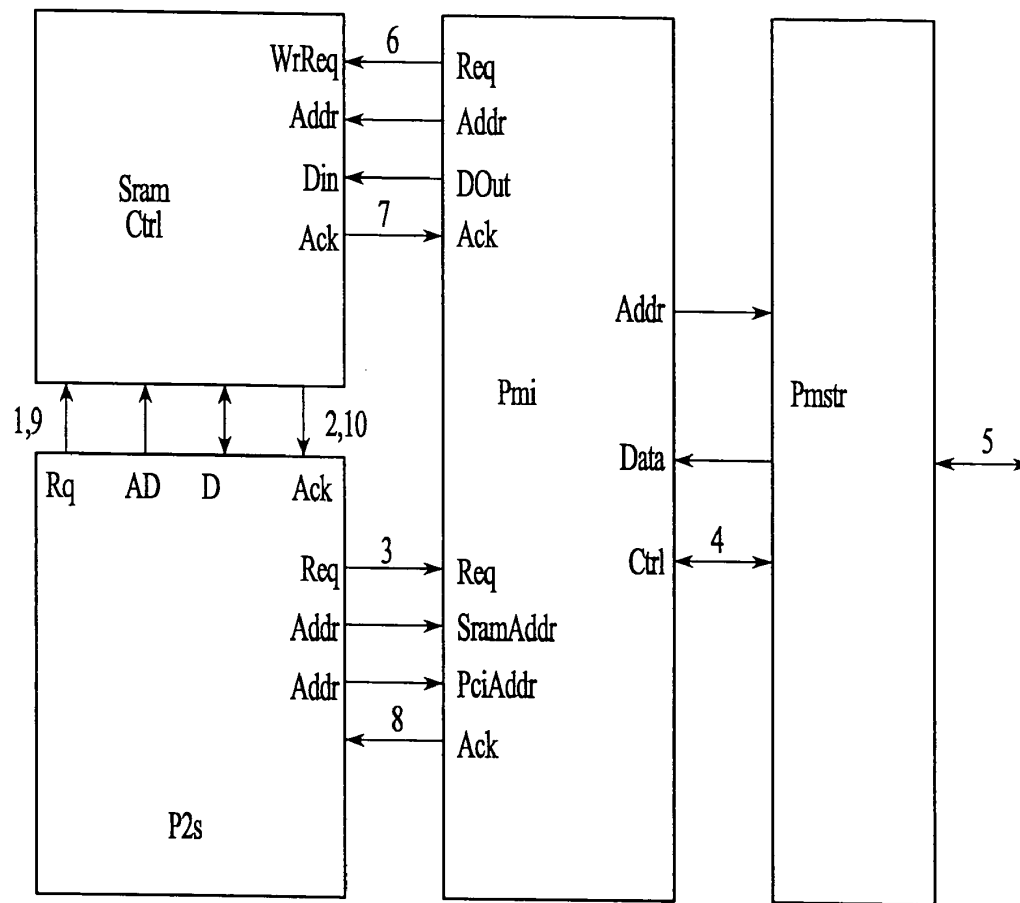 WrReq
6
Req
Addr
Addr
Din
DOut
Sram
Ctrl
Ack
7
Ack
Addr
Pmi
Pmstr
1,9
2,10
Data
5
Rq
AD
D
Ack
Req
3
Req
Ctrl
4
Addr
SramAddr
Addr
PciAddr
8
Ack
P2s